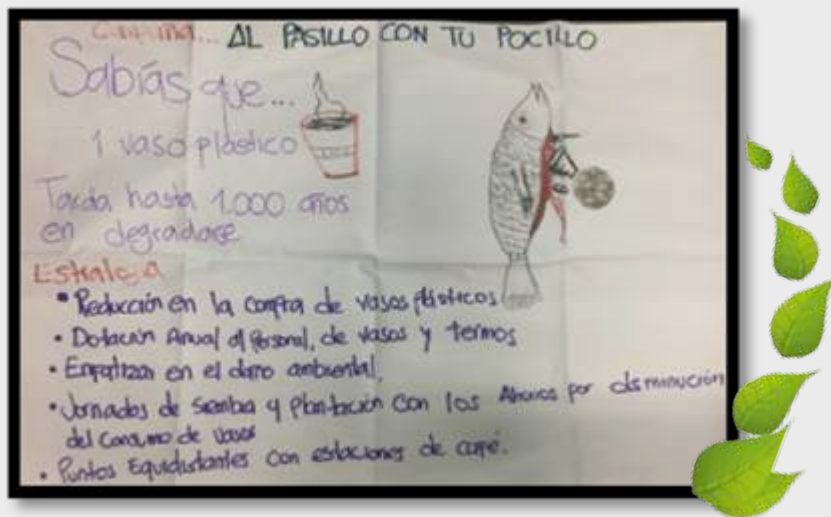 Campaña... AL PASILLO CON TU POCILLO
Sabías que...
1 vaso plástico
Tarda hasta 1.000 años
en degradace
Estrategia
• Reducción en la compra de vasos plásticos
• Dotación Anual al personal, de vasos y termos
• Enfatizar en el daño ambiental.
• Jornadas de siembra y plantación con los Ahorros por disminución
del consumo de vasos
• Puntos Equidistantes con estaciones de café.